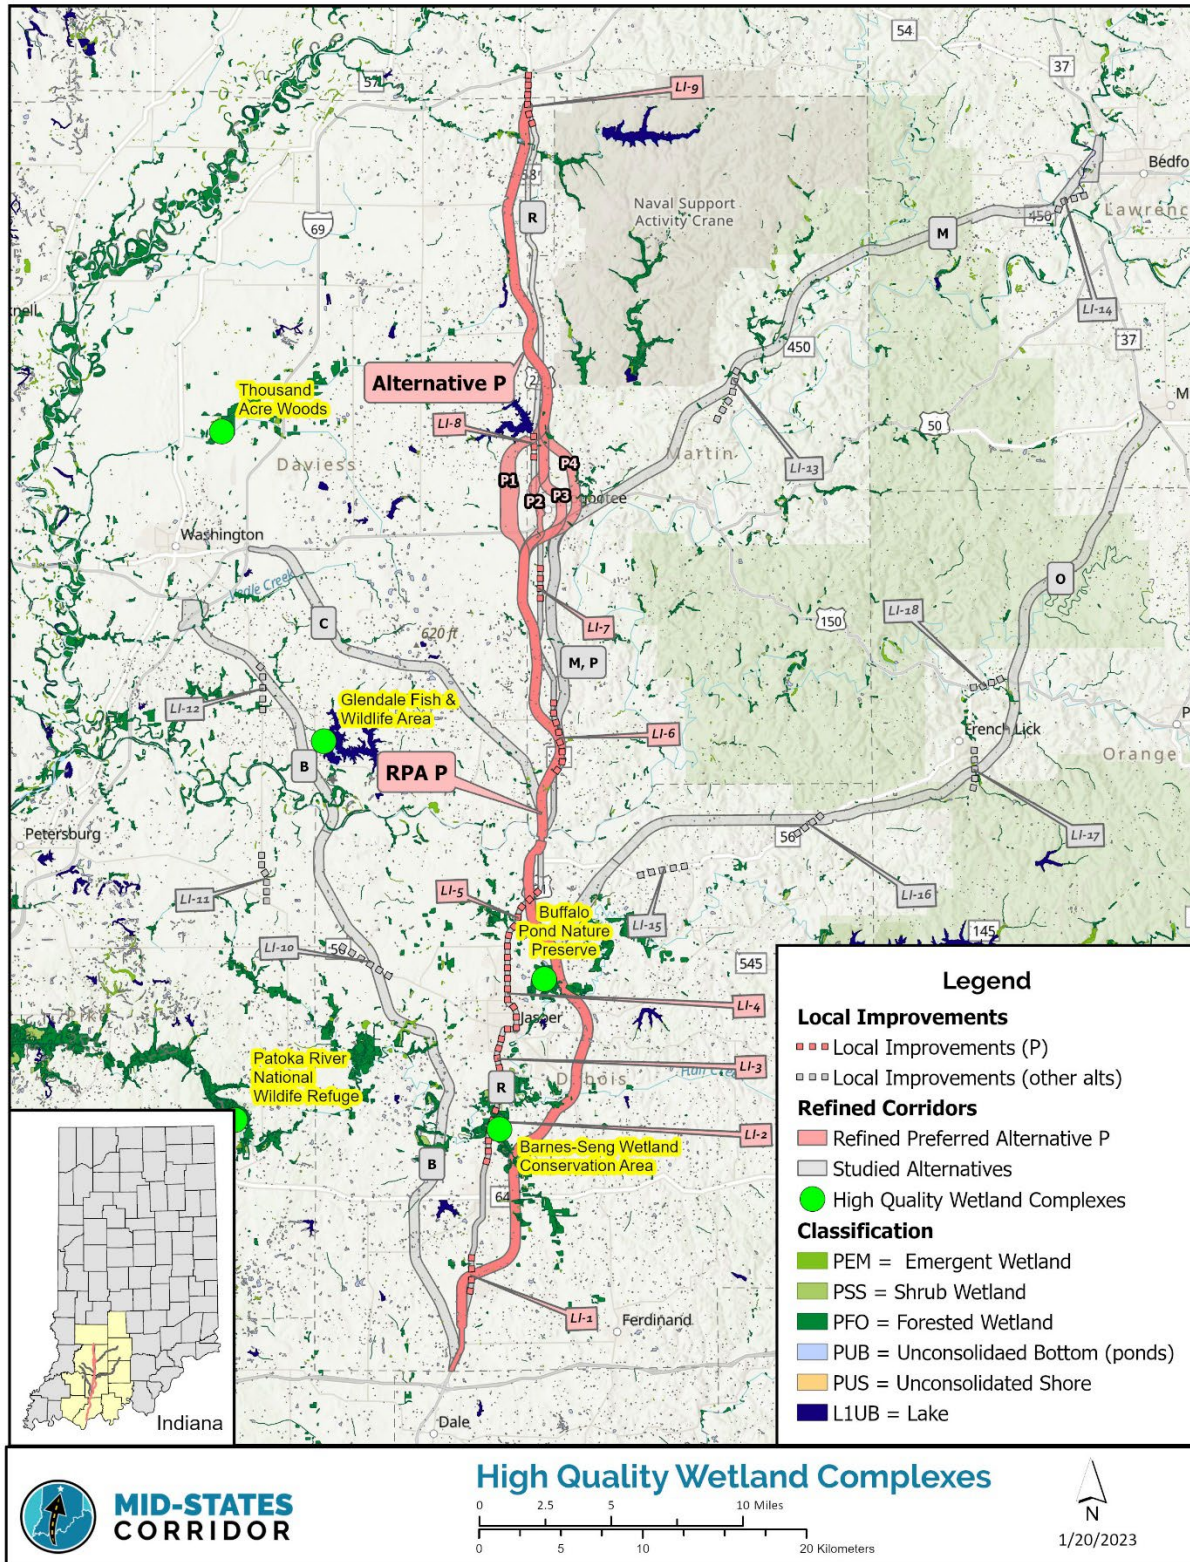 54
57
37
LI-9
Bedfo
58
Naval Support
Activity Crane
R
M
450
Lawrenc
69
LI-14
37
450
Alternative P
2
Thousand
Acre Woods
M
LI-8
50
Martin
P4
LI-13
Daviess
P1
P2
P3
ootee
Washington
O
LI-18
C
150
620 ft
LI-7
M, P
LI-12
Glendale Fish &
Wildlife Area
French Lick
P
LI-6
Orange
B
RPA P
Petersburg
56
LI-17
LI-5
LI-11
LI-16
Buffalo
Pond Nature
Preserve
LI-15
LI-10
56
145
545
Legend
Local Improvements
Local Improvements (P)
Local Improvements (other alts)
Refined Corridors
Refined Preferred Alternative P
Studied Alternatives
High Quality Wetland Complexes
Classification
PEM = Emergent Wetland
PSS = Shrub Wetland
PFO = Forested Wetland
PUB = Unconsolidaed Bottom (ponds)
PUS = Unconsolidated Shore
L1UB = Lake
LI-4
Jasper
Pike
Patoka River
National
Wildlife Refuge
LI-3
R
Dubois
LI-2
Barnes-Seng Wetland
Conservation Area
B
64
LI-1
Ferdinand
Dale
Indiana
MID-STATES
CORRIDOR
High Quality Wetland Complexes
0 2.5 5 10 Miles
0 5 10 20 Kilometers
N
1/20/2023